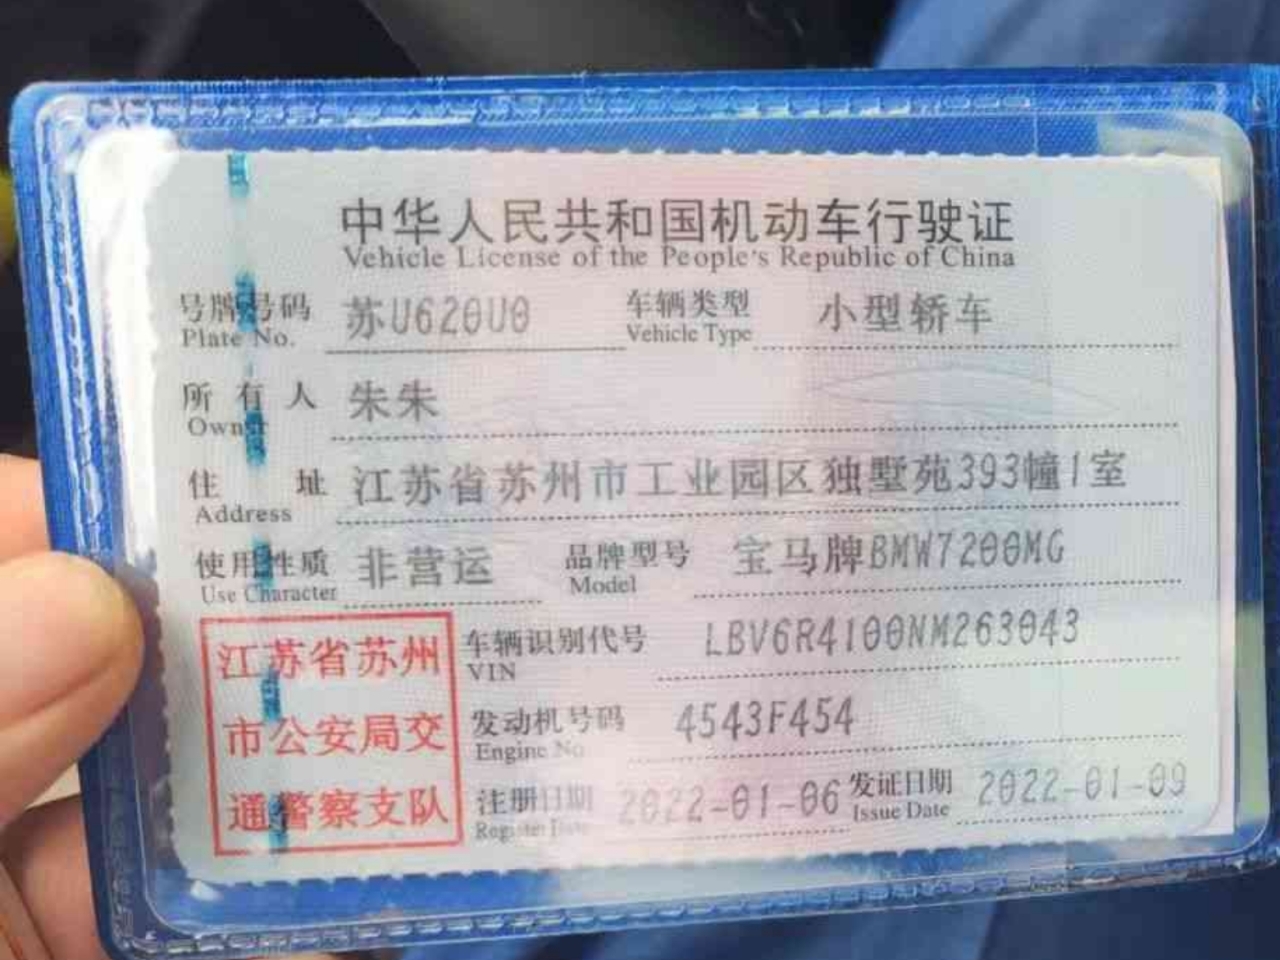 中华人民共和国机动车行驶证
Vehicle License of the People's Republic of China
号牌号码 苏U620U0 车辆类型 小型轿车
Plate No. Vehicle Type
所有人 朱朱
Owner
住址 江苏省苏州市工业园区独墅苑393幢1室
Address
使用性质 非营运 品牌型号 宝马牌BMW7200MG
Use Character Model
江苏省苏州
市公安局交
通警察支队
车辆识别代号 LBV6R4100NM263043
VIN
发动机号码 4543F454
Engine No.
注册日期 2022-01-06 发证日期 2022-01-09
Register Date Issue Date